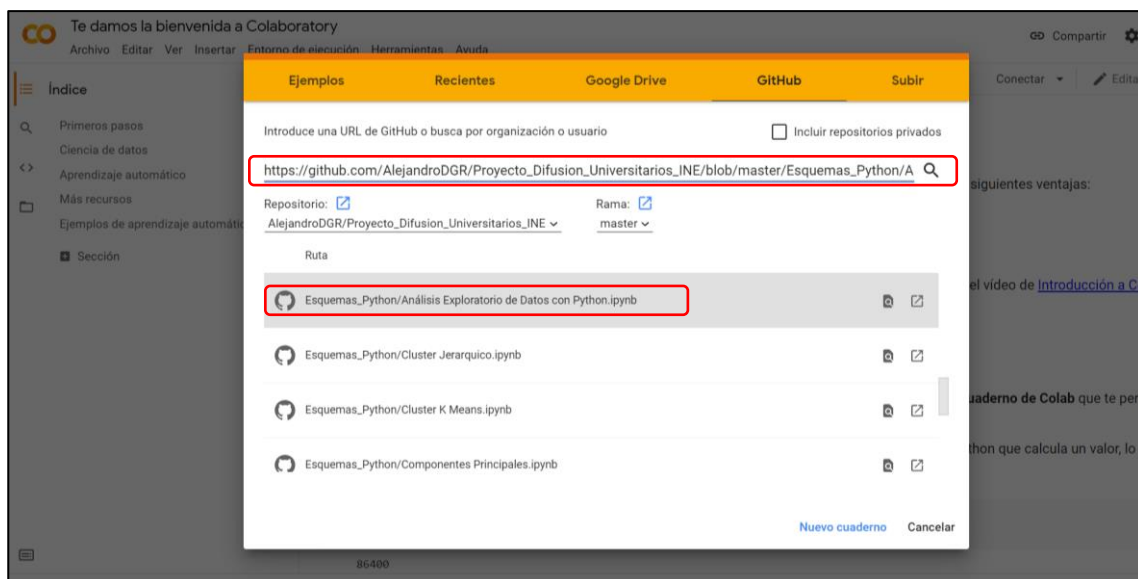 Te damos la bienvenida a Colaboratory
Archivo Editar Ver Insertar Entorno de ejecución Herramientas Ayuda
Compartir
Ejemplos Recientes Google Drive GitHub Subir
Conectar
Índice
Primeros pasos
Ciencia de datos
Aprendizaje automático
Más recursos
Ejemplos de aprendizaje
Sección
Introduce una URL de GitHub o busca por organización o usuario
Incluir repositorios privados
https://github.com/AlejandroDGR/Proyecto_Difusion_Universitarios_INE/blob/master/Esquemas_Python/A
siguientes ventajas:
Repositorio: Rama:
AlejandroDGR/Proyecto_Difusion_Universitarios_INE master
Ruta
el vídeo de Introducción a C
Esquemas_Python/Análisis Exploratorio de Datos con Python.ipynb
Esquemas_Python/Cluster Jerarquico.ipynb
Esquemas_Python/Cluster K Means.ipynb
uaderno de Colab que te per
thon que calcula un valor, lo
Esquemas_Python/Componentes Principales.ipynb
Nuevo cuaderno Cancelar
86400